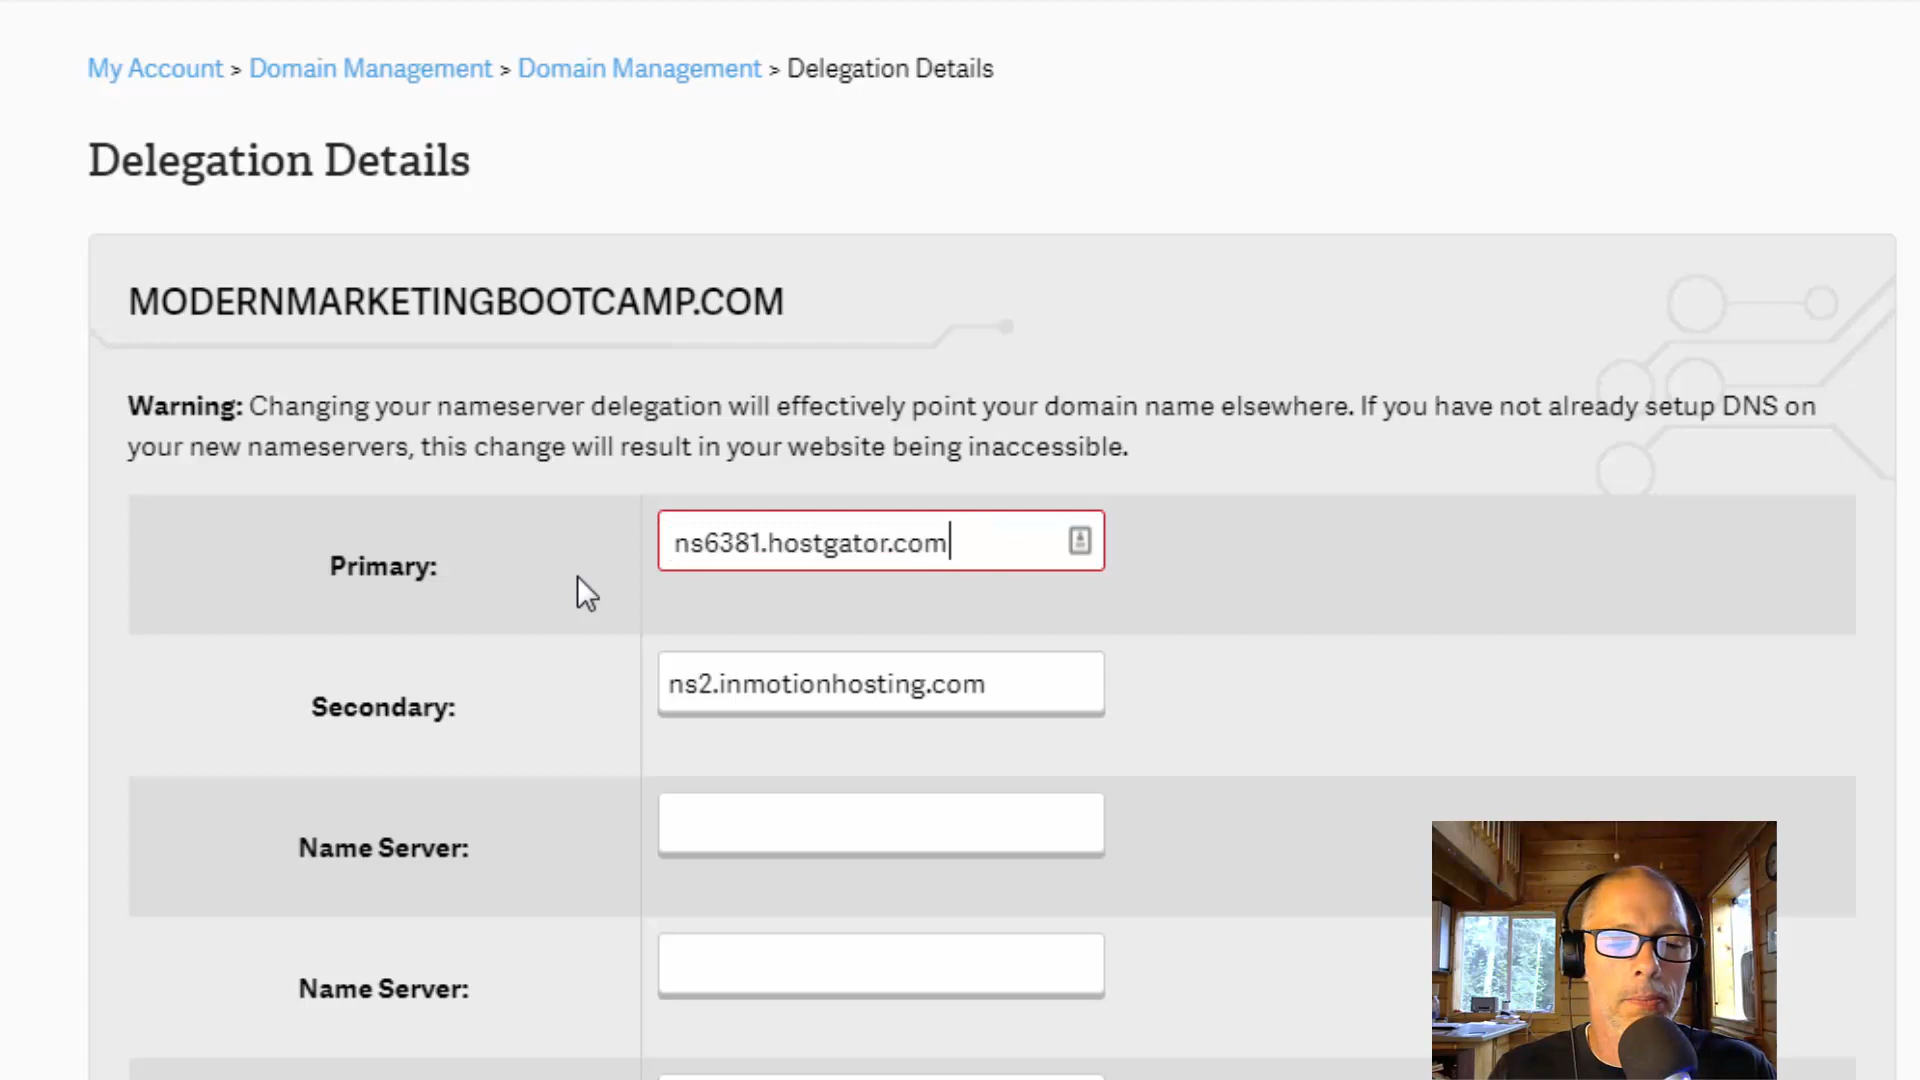 My Account > Domain Management > Domain Management > Delegation Details
Delegation Details
MODERNMARKETINGBOOTCAMP.COM
Warning: Changing your nameserver delegation will effectively point your domain name elsewhere. If you have not already setup DNS on
your new nameservers, this change will result in your website being inaccessible.
Primary:
ns6381.hostgator.com
Secondary:
ns2.inmotionhosting.com
Name Server:
Name Server: